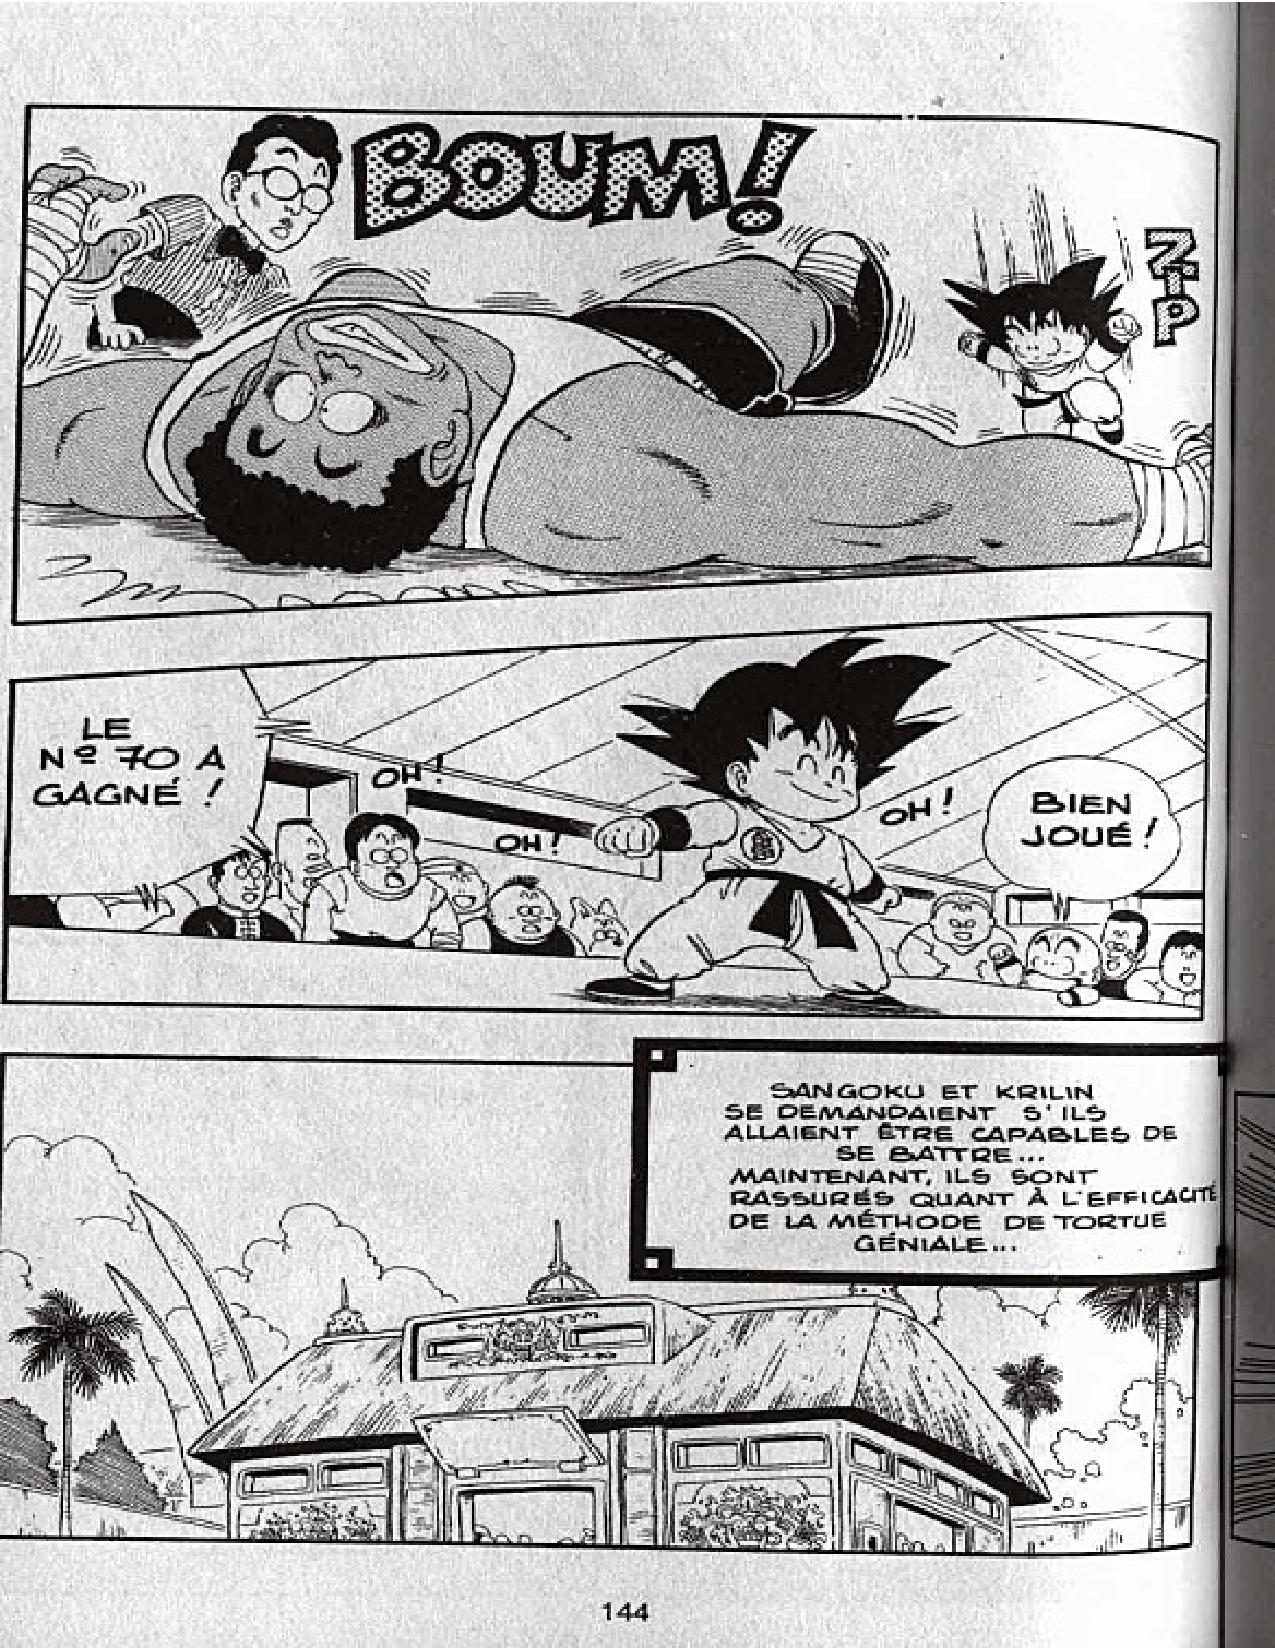 BOUM!
ZIP
LE
Nº 70 A
GAGNÉ !
OH !
OH !
OH !
BIEN
JOUÉ !
SANGOKU ET KRILIN
SE DEMANDAIENT S'ILS
ALLAIENT ÊTRE CAPABLES DE
SE BATTRE...
MAINTENANT, ILS SONT
RASSURÉS QUANT À L'EFFICACITÉ
DE LA MÉTHODE DE TORTUE
GÉNIALE...
144